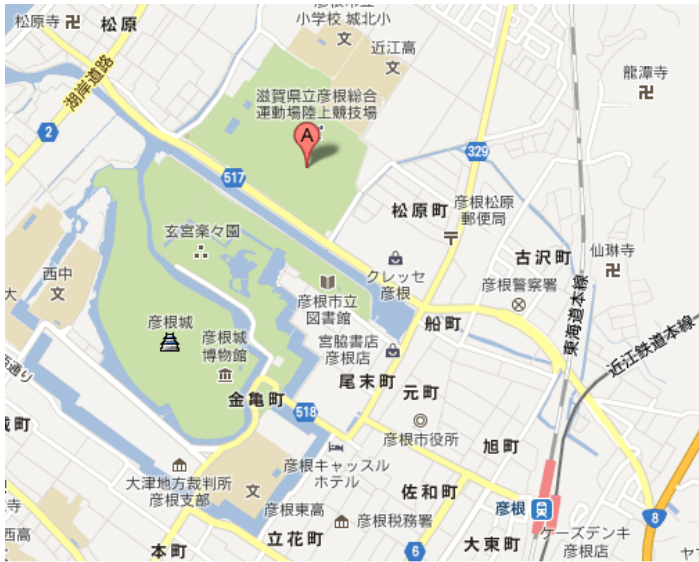 松原寺
松原
小学校 城北小
近江高
湖岸道路
龍潭寺
滋賀県立彦根総合
運動場陸上競技場
A
2
517
329
松原町
彦根松原
郵便局
玄宮楽々園
仙琳寺
古沢町
西中
大
クレッセ
彦根
彦根警察署
彦根市立
図書館
東海道本線
彦根城
船町
彦根城
博物館
宮脇書店
彦根店
近江鉄道本線
尾末町
元町
金亀町
518
城町
彦根市役所
旭町
大津地方裁判所
彦根支部
彦根キャッスル
ホテル
佐和町
彦根
彦根東高
8
彦根税務署
ケーズデンキ
彦根店
立花町
大東町
本町
6
西高
ヤマ